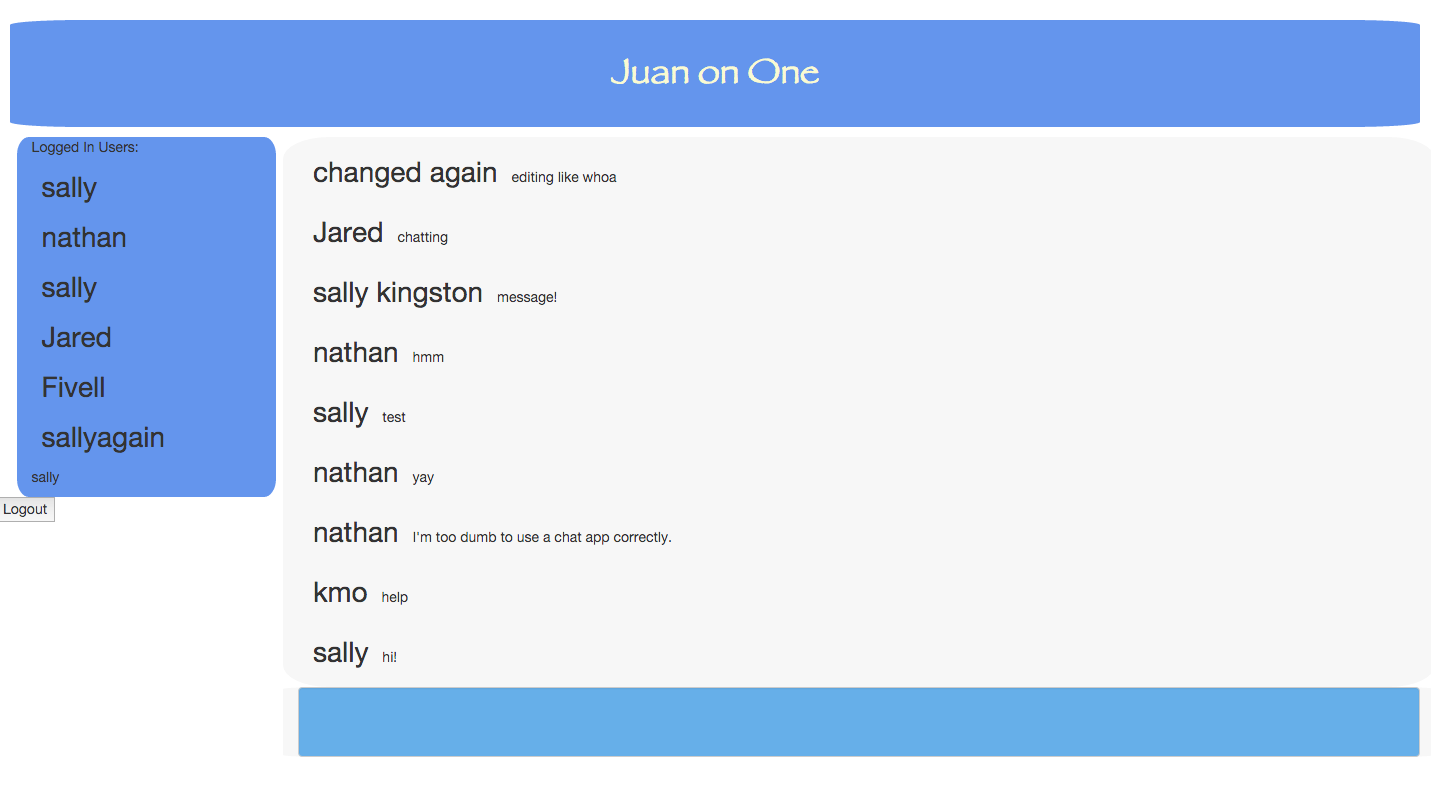 Juan on One
Logged In Users:
sally
nathan
sally
Jared
Fivell
sallyagain
sally
Logout
changed again editing like whoa
Jared chatting
sally kingston message!
nathan hmm
sally test
nathan yay
nathan I'm too dumb to use a chat app correctly.
kmo help
sally hi!